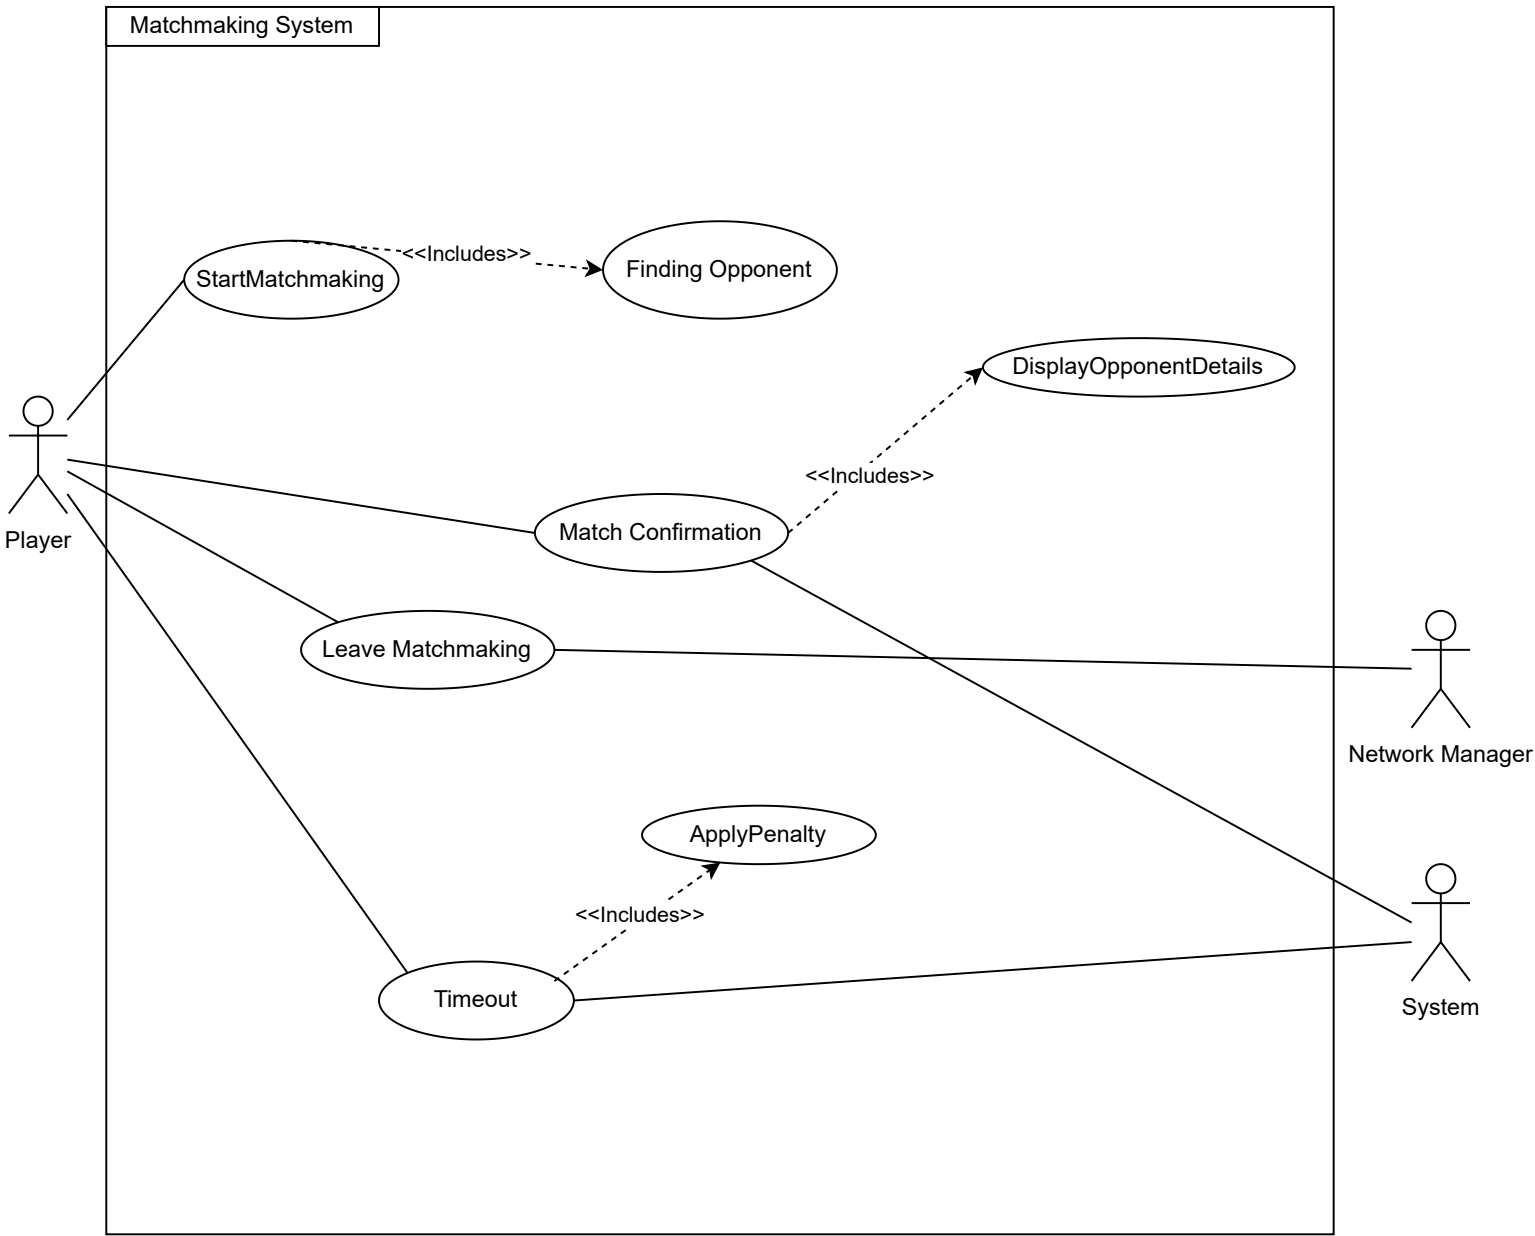 Matchmaking System
<<Includes>>
StartMatchmaking
Finding Opponent
DisplayOpponentDetails
<<Includes>>
Player
Match Confirmation
Leave Matchmaking
Network Manager
ApplyPenalty
<<Includes>>
Timeout
System